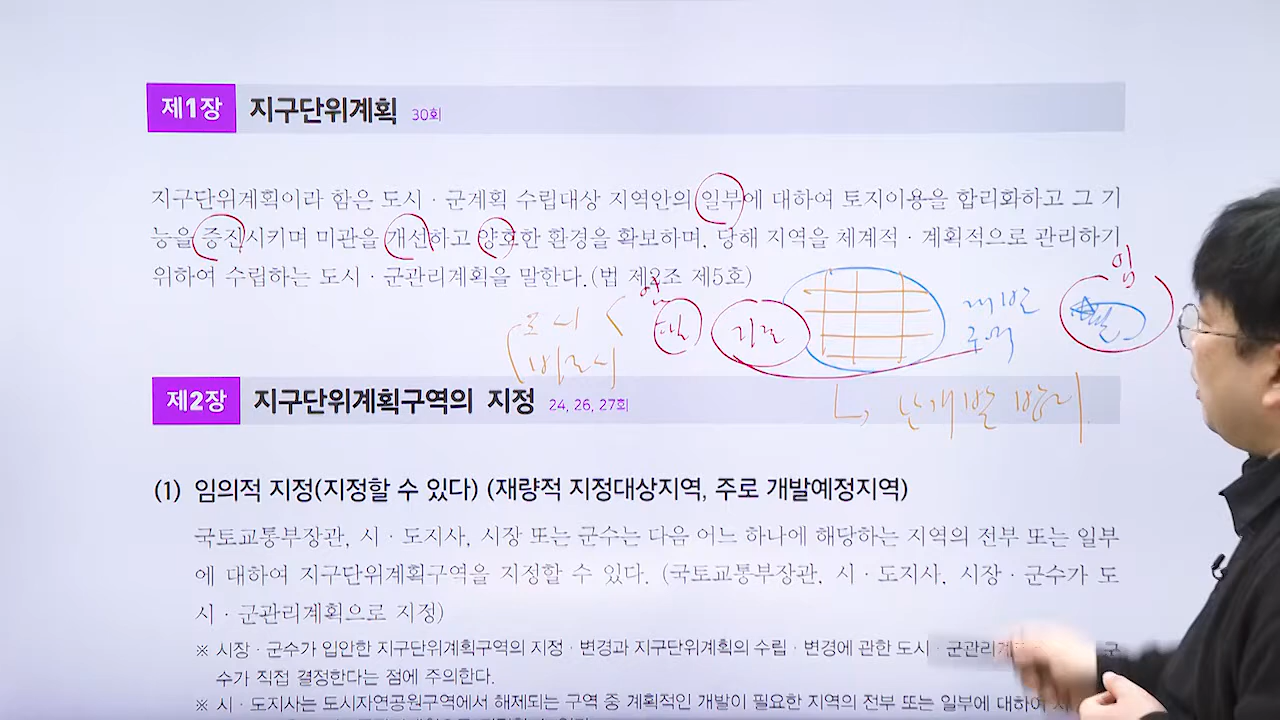 제1장 지구단위계획 30회
지구단위계획이라 함은 도시 · 군계획 수립대상 지역안의 일부에 대하여 토지이용을 합리화하고 그 기
능을 증진시키며 미관을 개선하고 양호한 환경을 확보하며, 당해 지역을 체계적 · 계획적으로 관리하기
위하여 수립하는 도시 · 군관리계획을 말한다.(법 제2조 제5호)
임
도시
비도시
재발
난개발 방지
제2장 지구단위계획구역의 지정 24, 26, 27회
(1) 임의적 지정(지정할 수 있다) (재량적 지정대상지역, 주로 개발예정지역)
국토교통부장관, 시 · 도지사, 시장 또는 군수는 다음 어느 하나에 해당하는 지역의 전부 또는 일부
에 대하여 지구단위계획구역을 지정할 수 있다. (국토교통부장관, 시 · 도지사, 시장 · 군수가 도
시 · 군관리계획으로 지정)
※ 시장 · 군수가 입안한 지구단위계획구역의 지정 · 변경과 지구단위계획의 수립 · 변경에 관한 도시 · 군관리계 군
수가 직접 결정한다는 점에 주의한다.
※ 시 · 도지사는 도시자연공원구역에서 해제되는 구역 중 계획적인 개발이 필요한 지역의 전부 또는 일부에 대하여